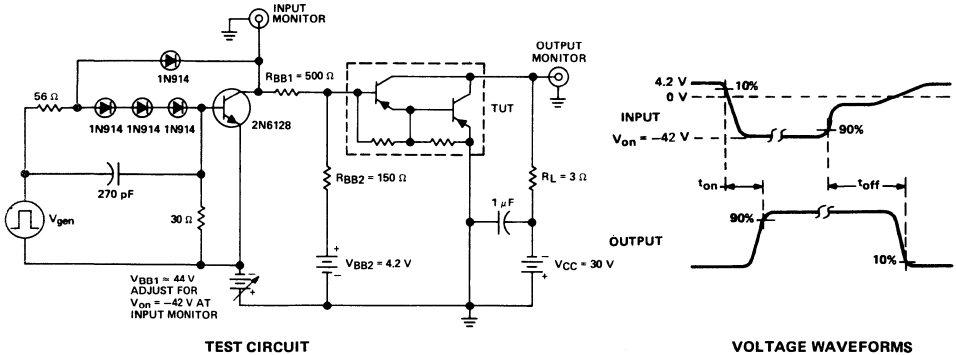 INPUT
MONITOR
OUTPUT
MONITOR
1N914
RBB1 = 500 Ω
56 Ω
1N914 1N914 1N914
2N6128
TUT
270 pF
Vgen
30 Ω
RBB2 = 150 Ω
RL = 3 Ω
1 μF
+
-
VBB2 = 4.2 V
-
+
VCC = 30 V
-
+
VBB1 ≈ 44 V
ADJUST FOR
Von = −42 V AT
INPUT MONITOR
TEST CIRCUIT
4.2 V
0 V
10%
INPUT
Von = −42 V
90%
ton
toff
90%
OUTPUT
10%
VOLTAGE WAVEFORMS